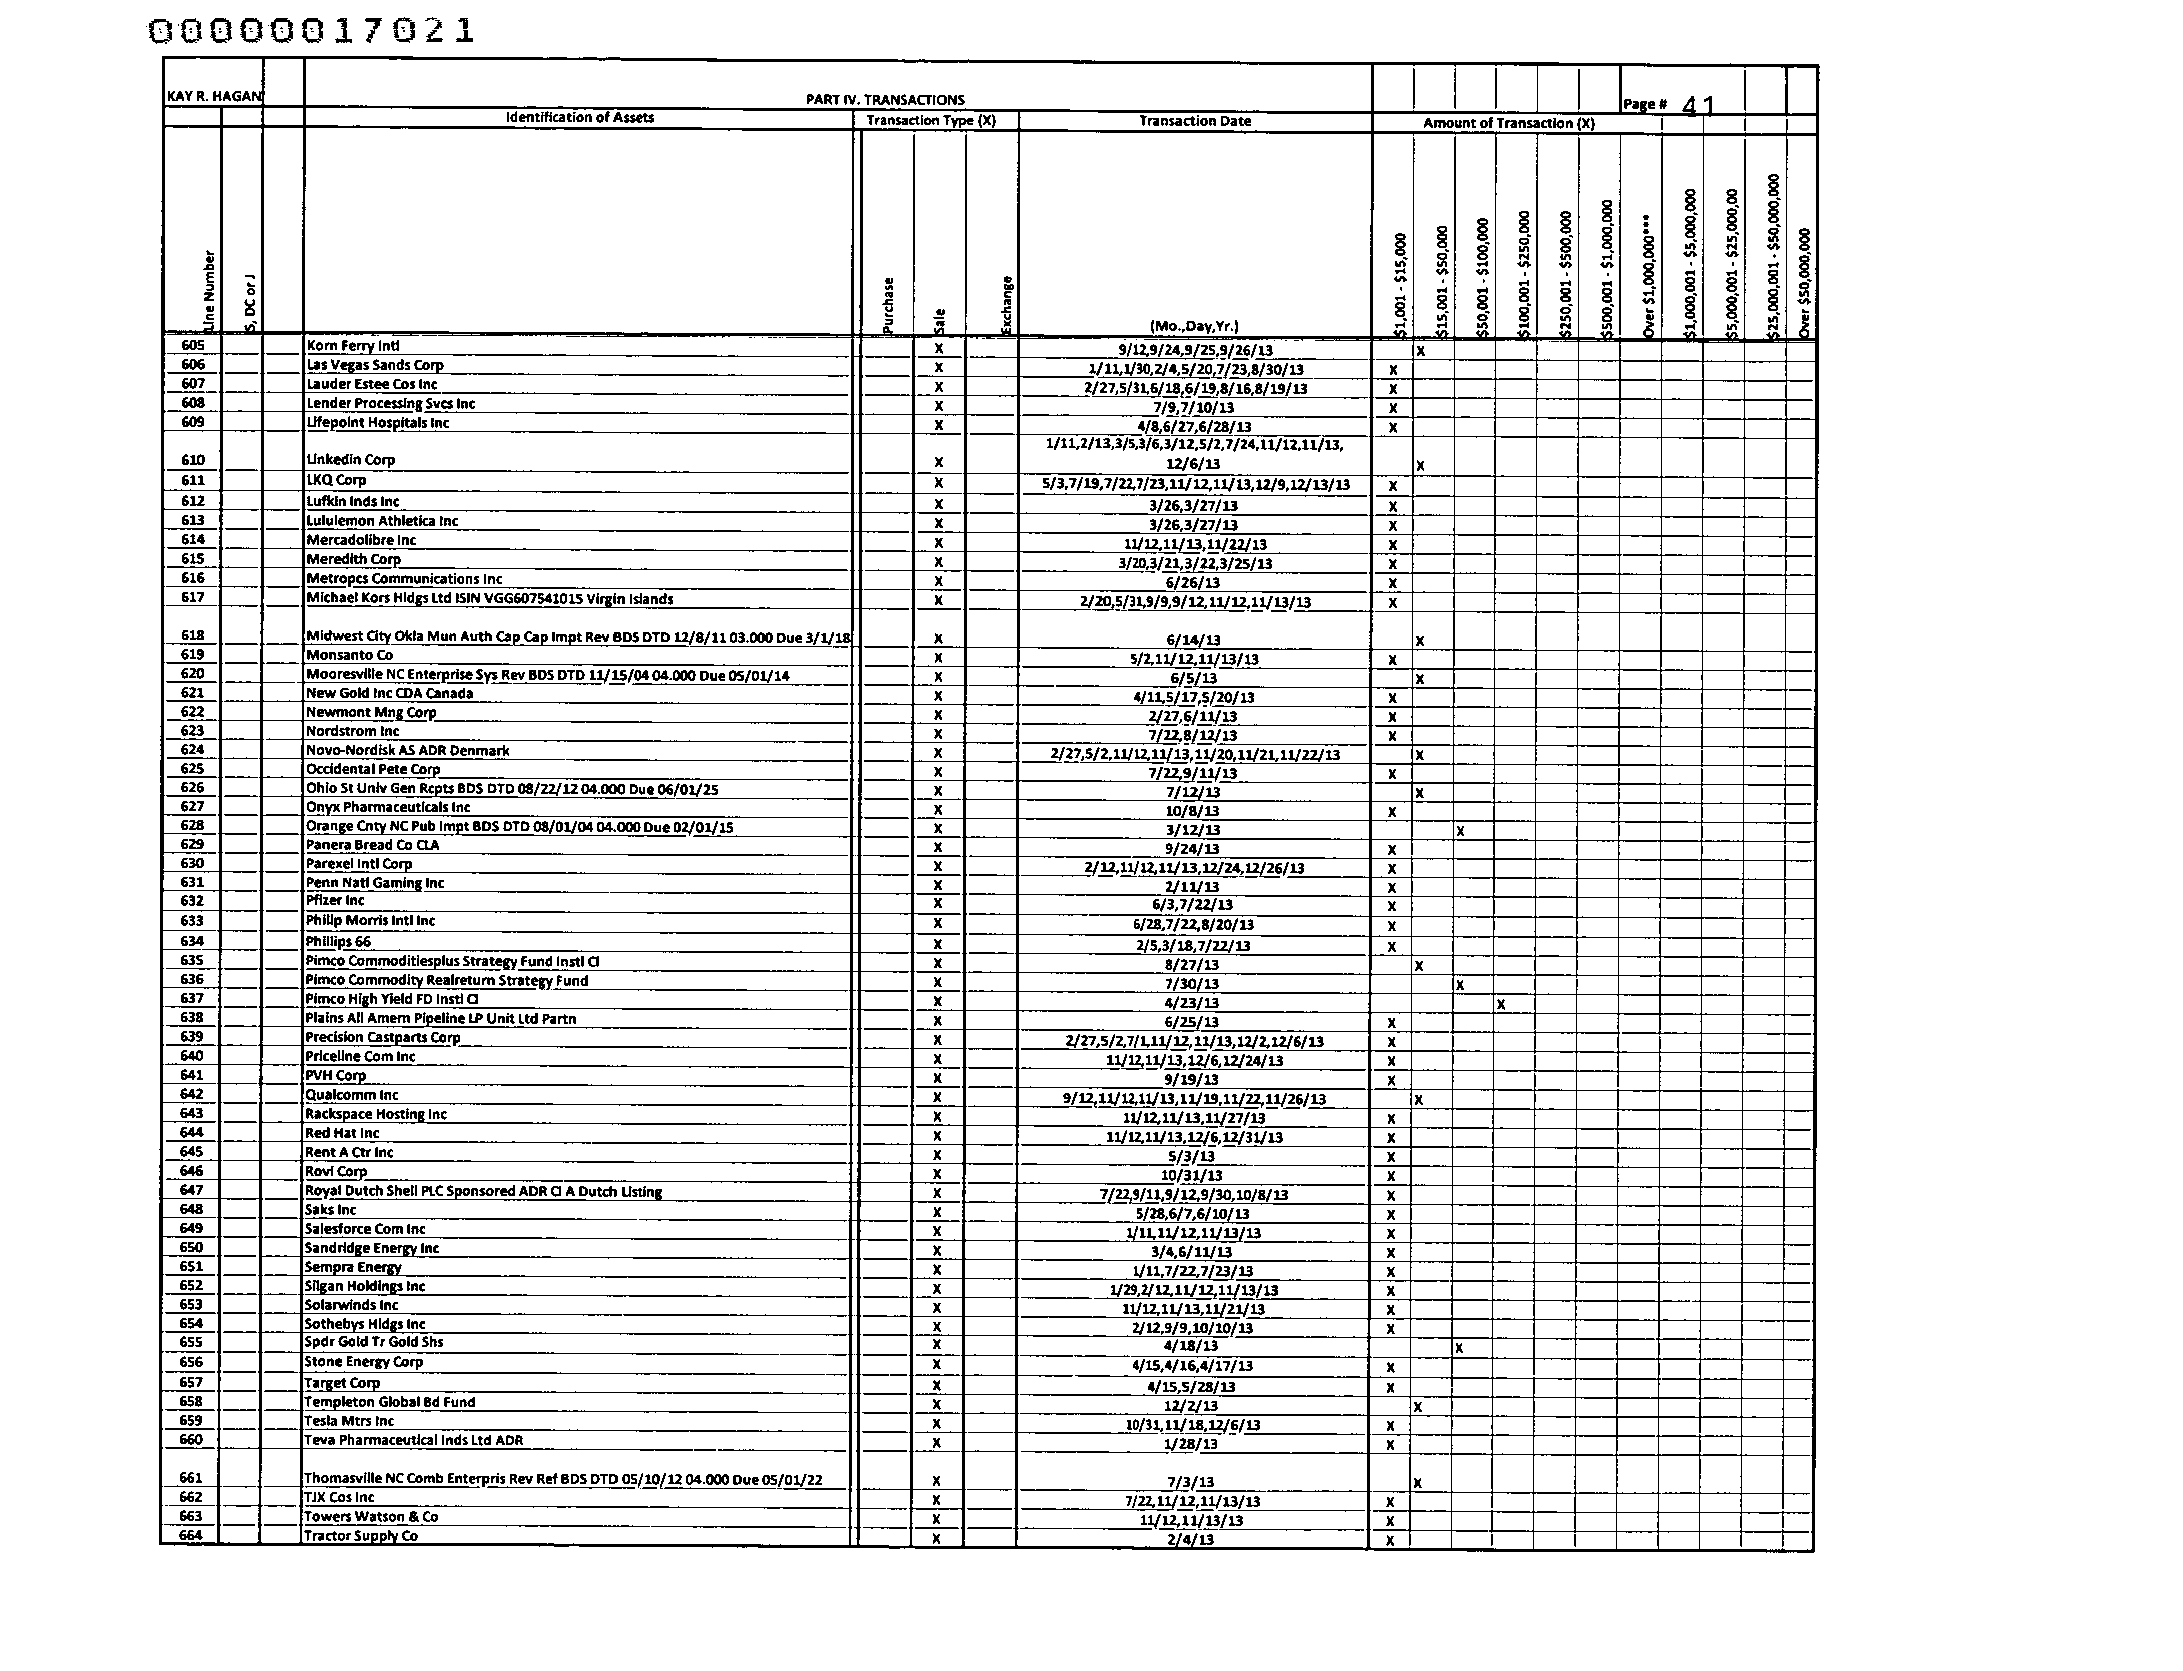 00000017021
KAY R. HAGAN PART IV. TRANSACTIONS Page # 41
Identification of Assets Transaction Type (X) Transaction Date Amount of Transaction (X)
Line Number S, DC or J Purchase Sale Exchange (Mo.,Day,Yr.) $1,001 - $15,000 $15,001 - $50,000 $50,001 - $100,000 $100,001 - $250,000 $250,001 - $500,000 $500,001 - $1,000,000 Over $1,000,000*** $1,000,001 - $5,000,000 $5,000,001 - $25,000,00 $25,000,001 - $50,000,000 Over $50,000,000
605 Korn Ferry Intl X 9/12,9/24,9/25,9/26/13 X
606 Las Vegas Sands Corp X 1/11,1/30,2/4,5/20,7/23,8/30/13 X
607 Lauder Estee Cos Inc X 2/27,5/31,6/18,6/19,8/16,8/19/13 X
608 Lender Processing Svcs Inc X 7/9,7/10/13 X
609 Lifepoint Hospitals Inc X 4/8,6/27,6/28/13 X
1/11,2/13,3/5,3/6,3/12,5/2,7/24,11/12,11/13,
610 Linkedin Corp X 12/6/13 X
611 LKQ Corp X 5/3,7/19,7/22,7/23,11/12,11/13,12/9,12/13/13 X
612 Lufkin Inds Inc X 3/26,3/27/13 X
613 Lululemon Athletica Inc X 3/26,3/27/13 X
614 Mercadolibre Inc X 11/12,11/13,11/22/13 X
615 Meredith Corp X 3/20,3/21,3/22,3/25/13 X
616 Metropcs Communications Inc X 6/26/13 X
617 Michael Kors Hldgs Ltd ISIN VGG607541015 Virgin Islands X 2/20,5/31,9/9,9/12,11/12,11/13/13 X
618 Midwest City Okla Mun Auth Cap Cap Impt Rev BDS DTD 12/8/11 03.000 Due 3/1/18 X 6/14/13 X
619 Monsanto Co X 5/2,11/12,11/13/13 X
620 Mooresville NC Enterprise Sys Rev BDS DTD 11/15/04 04.000 Due 05/01/14 X 6/5/13 X
621 New Gold Inc CDA Canada X 4/11,5/17,5/20/13 X
622 Newmont Mng Corp X 2/27,6/11/13 X
623 Nordstrom Inc X 7/22,8/12/13 X
624 Novo-Nordisk AS ADR Denmark X 2/27,5/2,11/12,11/13,11/20,11/21,11/22/13 X
625 Occidental Pete Corp X 7/22,9/11/13 X
626 Ohio St Univ Gen Rcpts BDS DTD 08/22/12 04.000 Due 06/01/25 X 7/12/13 X
627 Onyx Pharmaceuticals Inc X 10/8/13 X
628 Orange Cnty NC Pub Impt BDS DTD 08/01/04 04.000 Due 02/01/15 X 3/12/13 X
629 Panera Bread Co CLA X 9/24/13 X
630 Parexel Intl Corp X 2/12,11/12,11/13,12/24,12/26/13 X
631 Penn Natl Gaming Inc X 2/11/13 X
632 Pfizer Inc X 6/3,7/22/13 X
633 Philip Morris Intl Inc X 6/28,7/22,8/20/13 X
634 Phillips 66 X 2/5,3/18,7/22/13 X
635 Pimco Commoditiesplus Strategy Fund Instl Cl X 8/27/13 X
636 Pimco Commodity Realreturn Strategy Fund X 7/30/13 X
637 Pimco High Yield FD Instl Cl X 4/23/13 X
638 Plains All Amern Pipeline LP Unit Ltd Partn X 6/25/13 X
639 Precision Castparts Corp X 2/27,5/2,7/1,11/12,11/13,12/2,12/6/13 X
640 Priceline Com Inc X 11/12,11/13,12/6,12/24/13 X
641 PVH Corp X 9/19/13 X
642 Qualcomm Inc X 9/12,11/12,11/13,11/19,11/22,11/26/13 X
643 Rackspace Hosting Inc X 11/12,11/13,11/27/13 X
644 Red Hat Inc X 11/12,11/13,12/6,12/31/13 X
645 Rent A Ctr Inc X 5/3/13 X
646 Rovi Corp X 10/31/13 X
647 Royal Dutch Shell PLC Sponsored ADR Cl A Dutch Listing X 7/22,9/11,9/12,9/30,10/8/13 X
648 Saks Inc X 5/28,6/7,6/10/13 X
649 Salesforce Com Inc X 1/11,11/12,11/13/13 X
650 Sandridge Energy Inc X 3/4,6/11/13 X
651 Sempra Energy X 1/11,7/22,7/23/13 X
652 Silgan Holdings Inc X 1/29,2/12,11/12,11/13/13 X
653 Solarwinds Inc X 11/12,11/13,11/21/13 X
654 Sothebys Hldgs Inc X 2/12,9/9,10/10/13 X
655 Spdr Gold Tr Gold Shs X 4/18/13 X
656 Stone Energy Corp X 4/15,4/16,4/17/13 X
657 Target Corp X 4/15,5/28/13 X
658 Templeton Global Bd Fund X 12/2/13 X
659 Tesla Mtrs Inc X 10/31,11/18,12/6/13 X
660 Teva Pharmaceutical Inds Ltd ADR X 1/28/13 X
661 Thomasville NC Comb Enterpris Rev Ref BDS DTD 05/10/12 04.000 Due 05/01/22 X 7/3/13 X
662 TJX Cos Inc X 7/22,11/12,11/13/13 X
663 Towers Watson & Co X 11/12,11/13/13 X
664 Tractor Supply Co X 2/4/13 X